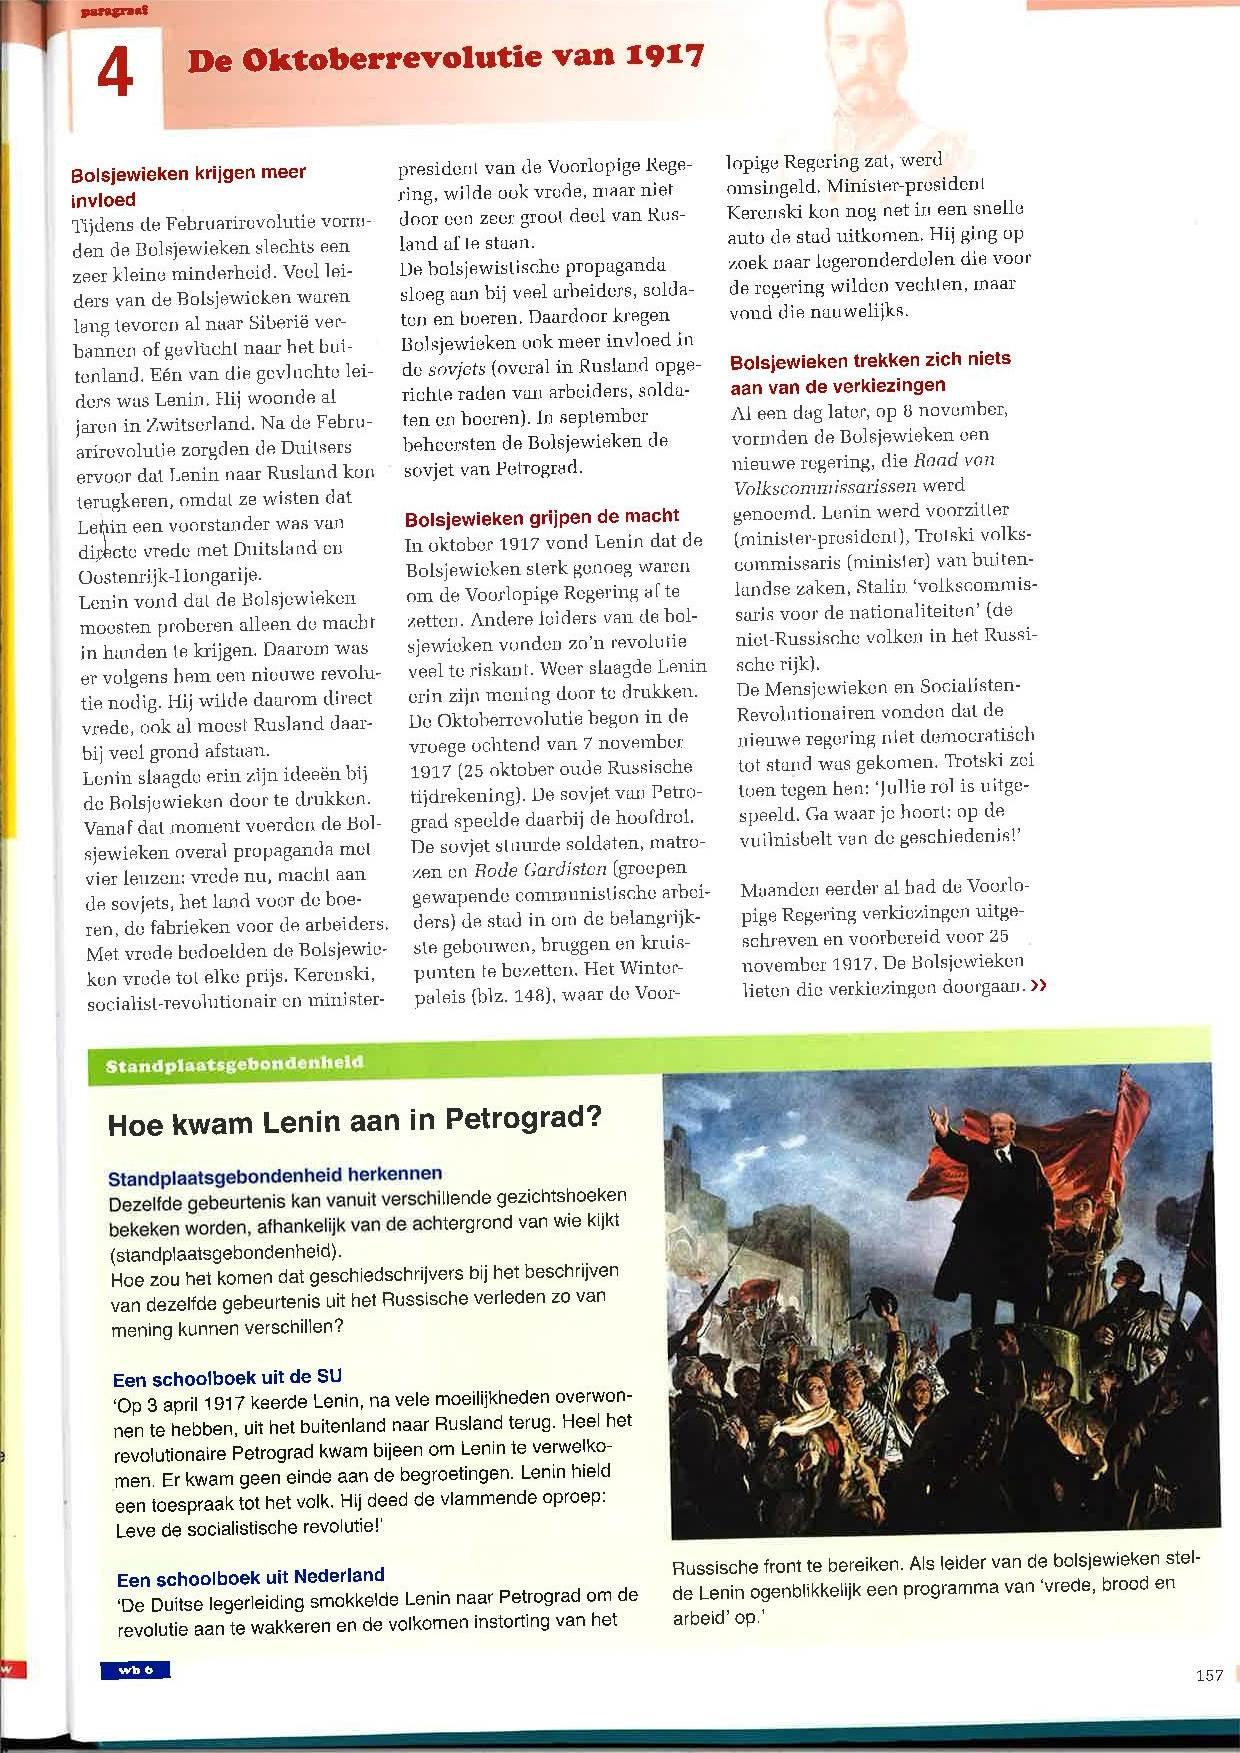 paragraaf
4
De Oktoberrevolutie van 1917
Bolsjewieken krijgen meer
invloed
Tijdens de Februarirevolutie vorm-
den de Bolsjewieken slechts een
zeer kleine minderheid. Veel lei-
ders van de Bolsjewieken waren
lang tevoren al naar Siberië ver-
bannen of gevlucht naar het bui-
tenland. Eén van die gevluchte lei-
ders was Lenin. Hij woonde al
jaren in Zwitserland. Na de Febru-
arirevolutie zorgden de Duitsers
ervoor dat Lenin naar Rusland kon
terugkeren, omdat ze wisten dat
Lenin een voorstander was van
directe vrede met Duitsland en
Oostenrijk-Hongarije.
Lenin vond dat de Bolsjewieken
moesten proberen alleen de macht
in handen te krijgen. Daarom was
er volgens hem een nieuwe revolu-
tie nodig. Hij wilde daarom direct
vrede, ook al moest Rusland daar-
bij veel grond afstaan.
Lenin slaagde erin zijn ideeën bij
de Bolsjewieken door te drukken.
Vanaf dat moment voerden de Bol-
sjewieken overal propaganda met
vier leuzen: vrede nu, macht aan
de sovjets, het land voor de boe-
ren, de fabrieken voor de arbeiders.
Met vrede bedoelden de Bolsjewie-
ken vrede tot elke prijs. Kerenski,
socialist-revolutionair en minister-
president van de Voorlopige Rege-
ring, wilde ook vrede, maar niet
door een zeer groot deel van Rus-
land af te staan.
De bolsjewistische propaganda
sloeg aan bij veel arbeiders, solda-
ten en boeren. Daardoor kregen
Bolsjewieken ook meer invloed in
de sovjets (overal in Rusland opge-
richte raden van arbeiders, solda-
ten en boeren). In september
beheersten de Bolsjewieken de
sovjet van Petrograd.
Bolsjewieken grijpen de macht
In oktober 1917 vond Lenin dat de
Bolsjewieken sterk genoeg waren
om de Voorlopige Regering af te
zetten. Andere leiders van de bol-
sjewieken vonden zo'n revolutie
veel te riskant. Weer slaagde Lenin
erin zijn mening door te drukken.
De Oktoberrevolutie begon in de
vroege ochtend van 7 november
1917 (25 oktober oude Russische
tijdrekening). De sovjet van Petro-
grad speelde daarbij de hoofdrol.
De sovjet stuurde soldaten, matro-
zen en Rode Gardisten (groepen
gewapende communistische arbei-
ders) de stad in om de belangrijk-
ste gebouwen, bruggen en kruis-
punten te bezetten. Het Winter-
paleis (blz. 148), waar de Voor-
lopige Regering zat, werd
omsingeld. Minister-president
Kerenski kon nog net in een snelle
auto de stad uitkomen. Hij ging op
zoek naar legeronderdelen die voor
de regering wilden vechten, maar
vond die nauwelijks.
Bolsjewieken trekken zich niets
aan van de verkiezingen
Al een dag later, op 8 november,
vormden de Bolsjewieken een
nieuwe regering, die Raad van
Volkscommissarissen werd
genoemd. Lenin werd voorzitter
(minister-president), Trotski volks-
commissaris (minister) van buiten-
landse zaken, Stalin 'volkscommis-
saris voor de nationaliteiten' (de
niet-Russische volken in het Russi-
sche rijk).
De Mensjewieken en Socialisten-
Revolutionairen vonden dat de
nieuwe regering niet democratisch
tot stand was gekomen. Trotski zei
toen tegen hen: 'Jullie rol is uitge-
speeld. Ga waar je hoort: op de
vuilnisbelt van de geschiedenis!'
Maanden eerder al had de Voorlo-
pige Regering verkiezingen uitge-
schreven en voorbereid voor 25
november 1917. De Bolsjewieken
lieten die verkiezingen doorgaan. »
Standplaatsgebondenheid
Hoe kwam Lenin aan in Petrograd?
Standplaatsgebondenheid herkennen
Dezelfde gebeurtenis kan vanuit verschillende gezichtshoeken
bekeken worden, afhankelijk van de achtergrond van wie kijkt
(standplaatsgebondenheid).
Hoe zou het komen dat geschiedschrijvers bij het beschrijven
van dezelfde gebeurtenis uit het Russische verleden zo van
mening kunnen verschillen?
Een schoolboek uit de SU
'Op 3 april 1917 keerde Lenin, na vele moeilijkheden overwon-
nen te hebben, uit het buitenland naar Rusland terug. Heel het
revolutionaire Petrograd kwam bijeen om Lenin te verwelko-
men. Er kwam geen einde aan de begroetingen. Lenin hield
een toespraak tot het volk. Hij deed de vlammende oproep:
Leve de socialistische revolutie!'
Een schoolboek uit Nederland
'De Duitse legerleiding smokkelde Lenin naar Petrograd om de
revolutie aan te wakkeren en de volkomen instorting van het
Russische front te bereiken. Als leider van de bolsjewieken stel-
de Lenin ogenblikkelijk een programma van 'vrede, brood en
arbeid' op.'
wb 6
157